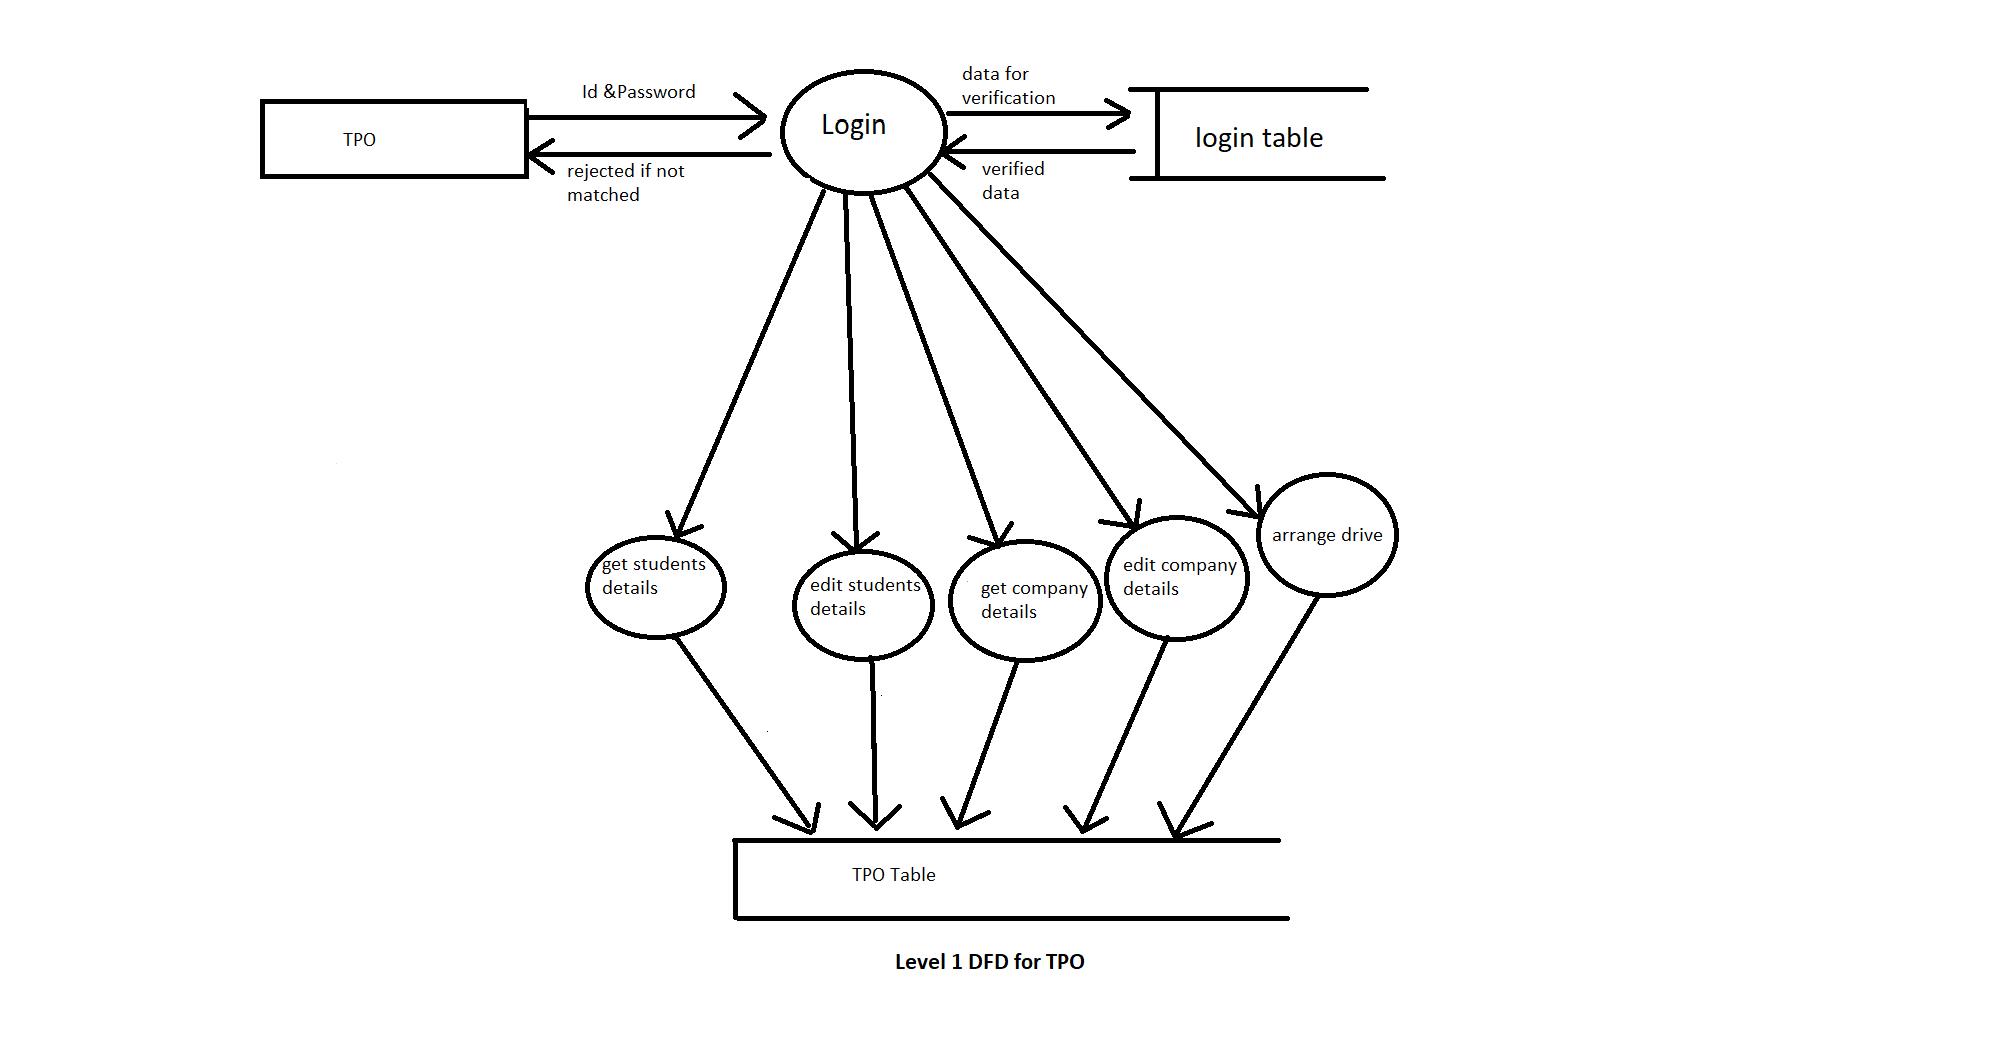 TPO
Id &Password
rejected if not
matched
Login
data for
verification
verified
data
login table
get students
details
edit students
details
get company
details
edit company
details
arrange drive
TPO Table
Level 1 DFD for TPO